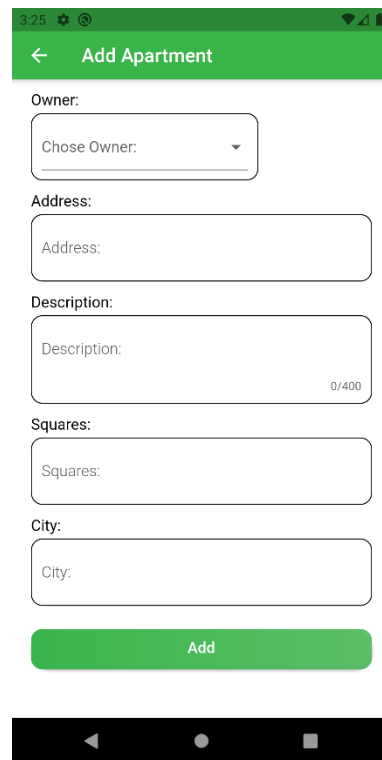 3:25
Add Apartment
Owner:
Chose Owner:
Address:
Address:
Description:
Description:
0/400
Squares:
Squares:
City:
City:
Add